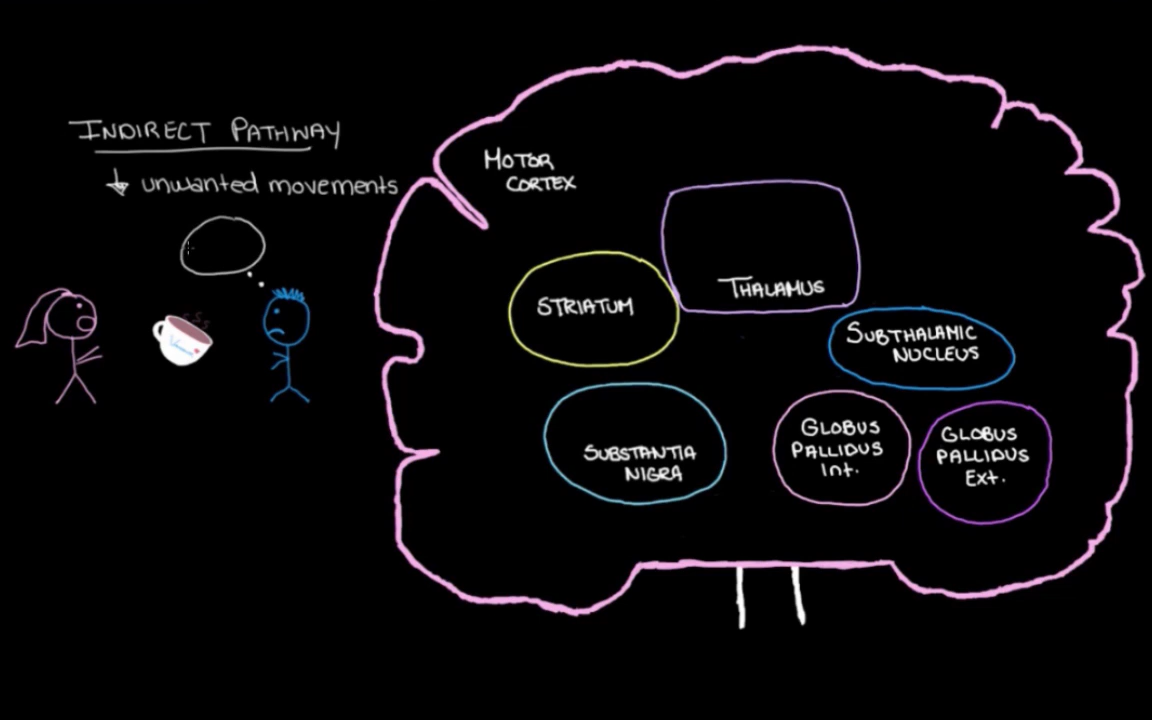 INDIRECT PATHWAY
↓ unwanted movements
MOTOR
CORTEX
THALAMUS
STRIATUM
SUBTHALAMIC
NUCLEUS
SUBSTANTIA
NIGRA
GLOBUS
PALLIDUS
Int.
GLOBUS
PALLIDUS
Ext.